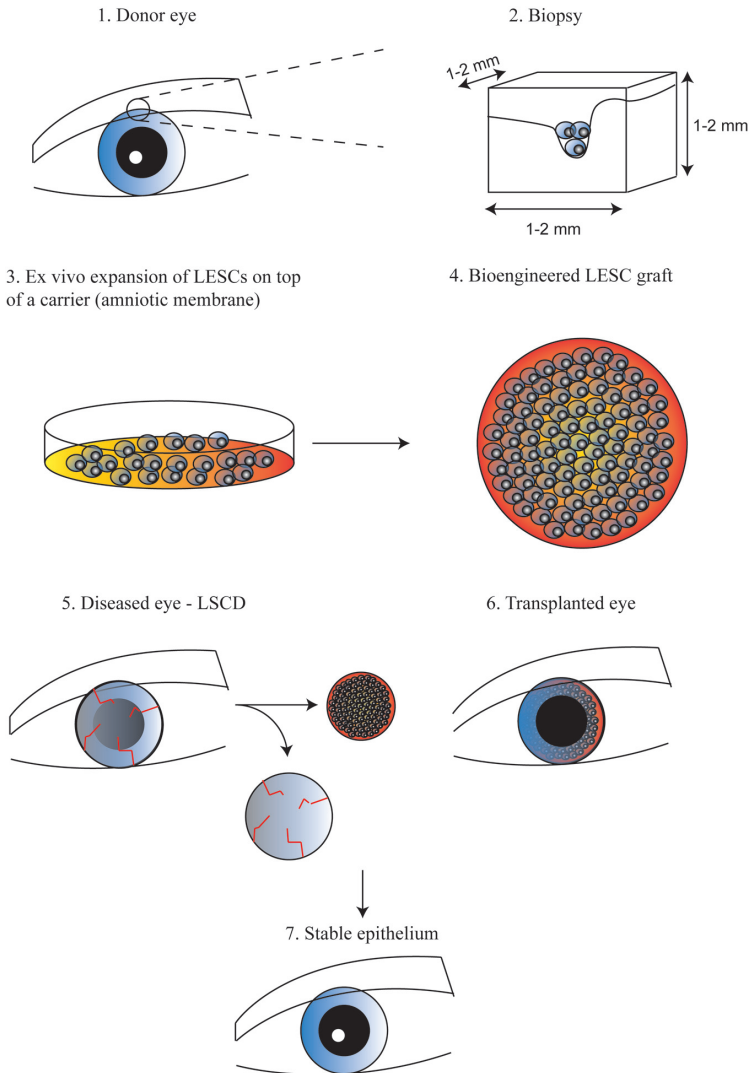 1. Donor eye
2. Biopsy
1-2 mm
1-2 mm
1-2 mm
3. Ex vivo expansion of LESCs on top
of a carrier (amniotic membrane)
4. Bioengineered LESC graft
5. Diseased eye - LSCD
6. Transplanted eye
7. Stable epithelium